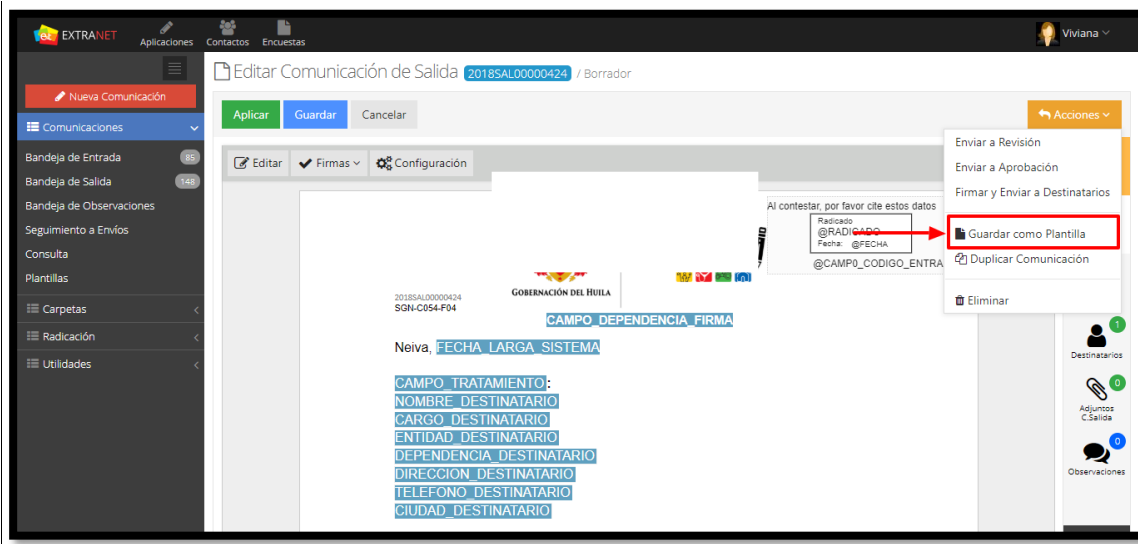 EXTRANET
Aplicaciones Contactos Encuestas
Viviana
Nueva Comunicación
Comunicaciones
Bandeja de Entrada 85
Bandeja de Salida 148
Bandeja de Observaciones
Seguimiento a Envíos
Consulta
Plantillas
Carpetas
Radicación
Utilidades
Editar Comunicación de Salida 2018SAL00000424 / Borrador
Aplicar Guardar Cancelar
Acciones
Enviar a Revisión
Enviar a Aprobación
Firmar y Enviar a Destinatarios
Guardar como Plantilla
Duplicar Comunicación
Eliminar
Editar Firmas Configuración
Al contestar, por favor cite estos datos
Radicado
@RADICADO
Fecha: @FECHA
@CAMP0_CODIGO_ENTRA
GOBERNACIÓN DEL HUILA
2018SAL00000424
SGN-C054-F04
CAMPO_DEPENDENCIA_FIRMA
Neiva, FECHA_LARGA_SISTEMA
CAMPO_TRATAMIENTO:
NOMBRE_DESTINATARIO
CARGO_DESTINATARIO
ENTIDAD_DESTINATARIO
DEPENDENCIA_DESTINATARIO
DIRECCION_DESTINATARIO
TELEFONO_DESTINATARIO
CIUDAD_DESTINATARIO
1
Destinatarios
0
Adjuntos
C.Salida
0
Observaciones